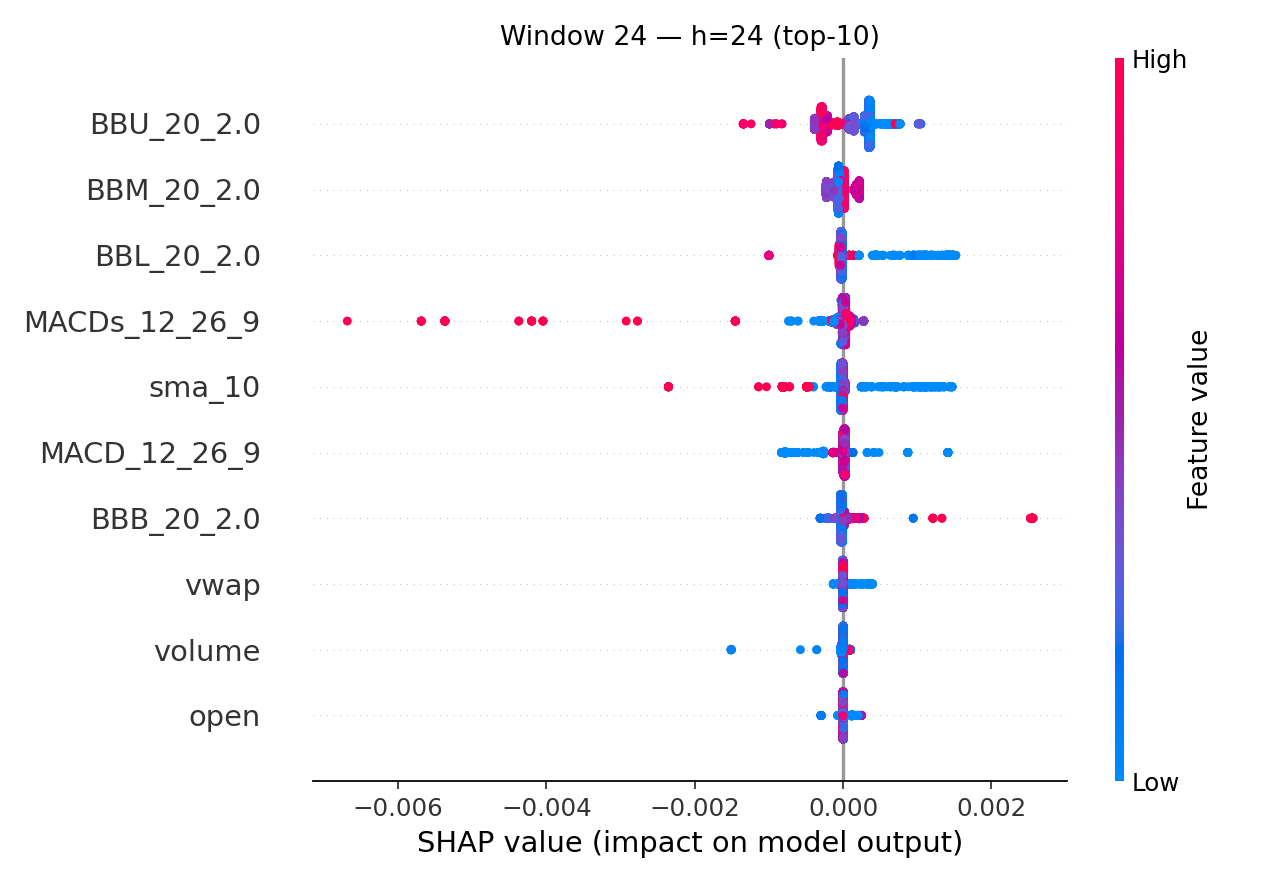 Window 24 — h=24 (top-10)
High
BBU_20_2.0
BBM_20_2.0
BBL_20_2.0
MACDs_12_26_9
sma_10
MACD_12_26_9
BBB_20_2.0
vwap
volume
open
Feature value
Low
−0.006
−0.004
−0.002
0.000
0.002
SHAP value (impact on model output)